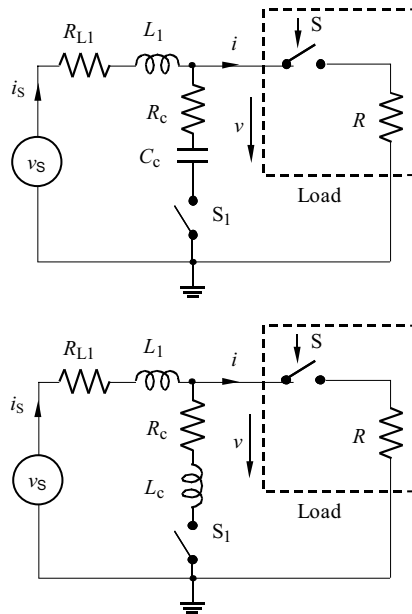 R_L1 L_1 i S
i_S R_c v R
v_S C_c Load
S_1
R_L1 L_1 i S
i_S R_c v R
v_S L_c S_1 Load